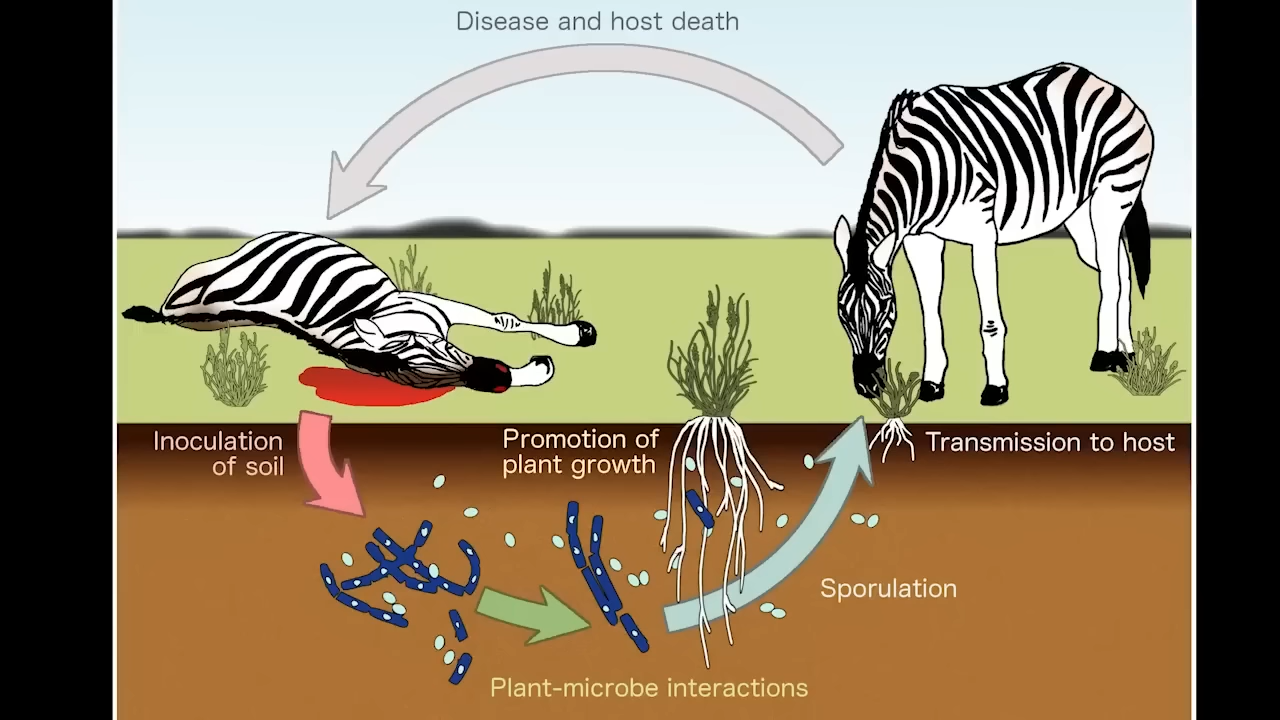 Disease and host death
Inoculation
of soil
Promotion of
plant growth
Transmission to host
Sporulation
Plant-microbe interactions